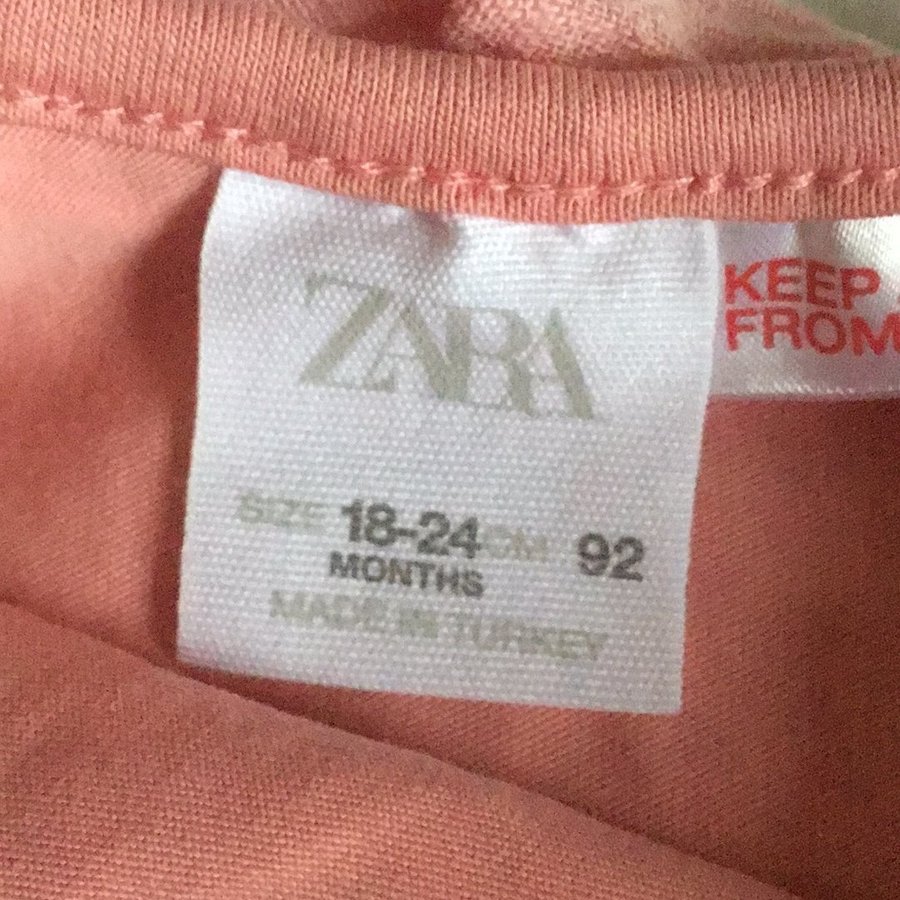 ZARA
SIZE 18-24 CM 92
MONTHS
MADE IN TURKEY
KEEP
FROM